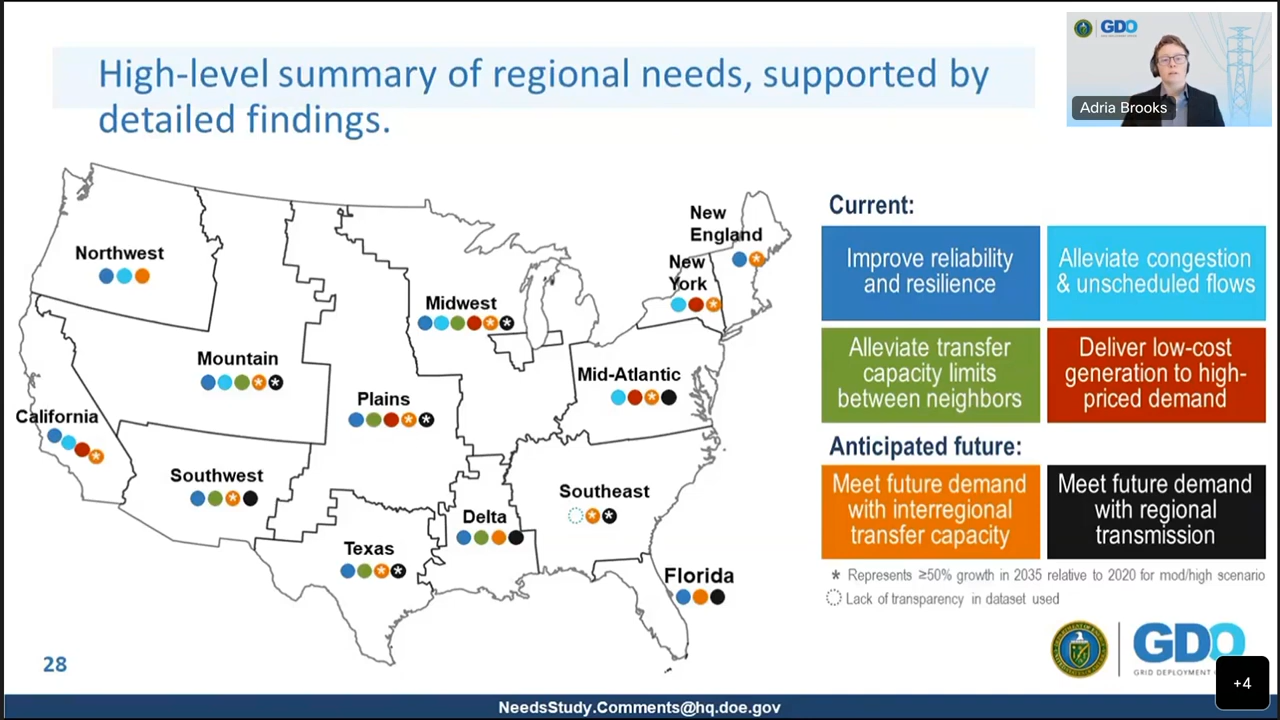 High-level summary of regional needs, supported by
detailed findings.
GDO
Adria Brooks
Northwest
Mountain
California
Southwest
Plains
Texas
Midwest
Delta
Southeast
Florida
Mid-Atlantic
New
York
New
England
Current:
Improve reliability
and resilience
Alleviate congestion
& unscheduled flows
Alleviate transfer
capacity limits
between neighbors
Deliver low-cost
generation to high-
priced demand
Anticipated future:
Meet future demand
with interregional
transfer capacity
Meet future demand
with regional
transmission
* Represents ≥50% growth in 2035 relative to 2020 for mod/high scenario
Lack of transparency in dataset used
GDO
GRID DEPLOYMENT
+4
28
NeedsStudy.Comments@hq.doe.gov